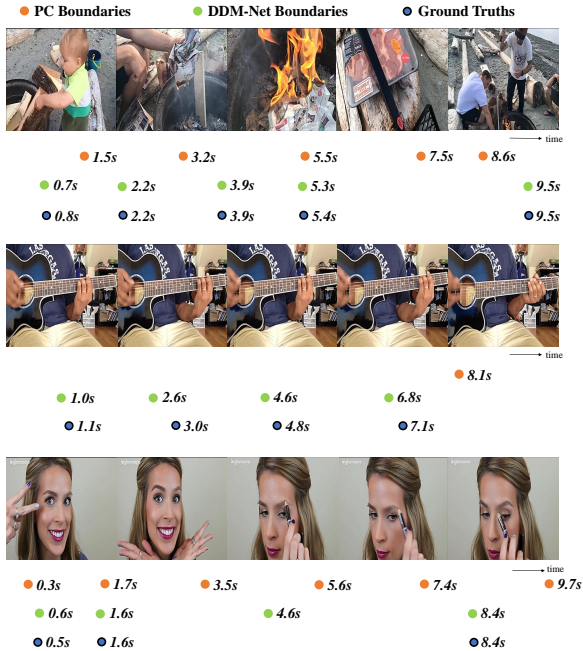 PC Boundaries DDM-Net Boundaries Ground Truths
time
1.5s 3.2s 5.5s 7.5s 8.6s
0.7s 2.2s 3.9s 5.3s 9.5s
0.8s 2.2s 3.9s 5.4s 9.5s
time
8.1s
1.0s 2.6s 4.6s 6.8s
1.1s 3.0s 4.8s 7.1s
time
0.3s 1.7s 3.5s 5.6s 7.4s 9.7s
0.6s 1.6s 4.6s 8.4s
0.5s 1.6s 8.4s